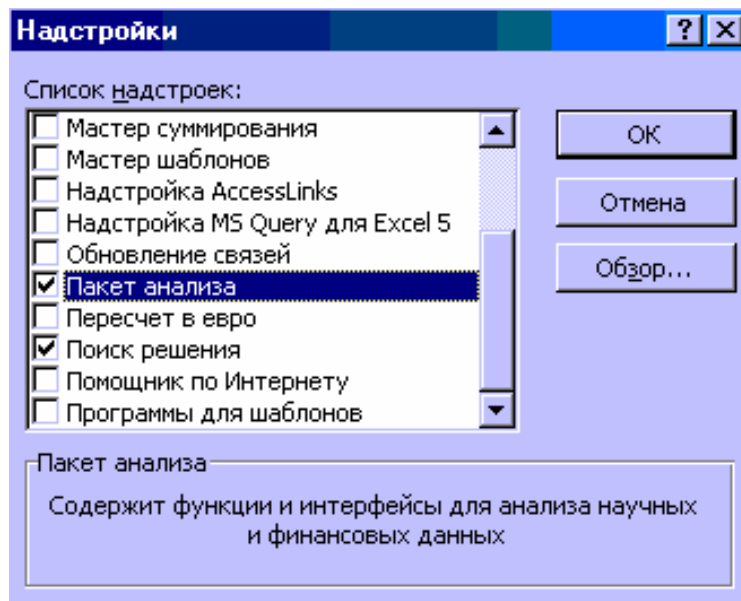 Надстройки
Список надстроек:
Мастер суммирования
Мастер шаблонов
Надстройка AccessLinks
Надстройка MS Query для Excel 5
Обновление связей
Пакет анализа
Пересчет в евро
Поиск решения
Помощник по Интернету
Программы для шаблонов
ОК
Отмена
Обзор...
Пакет анализа
Содержит функции и интерфейсы для анализа научных
и финансовых данных